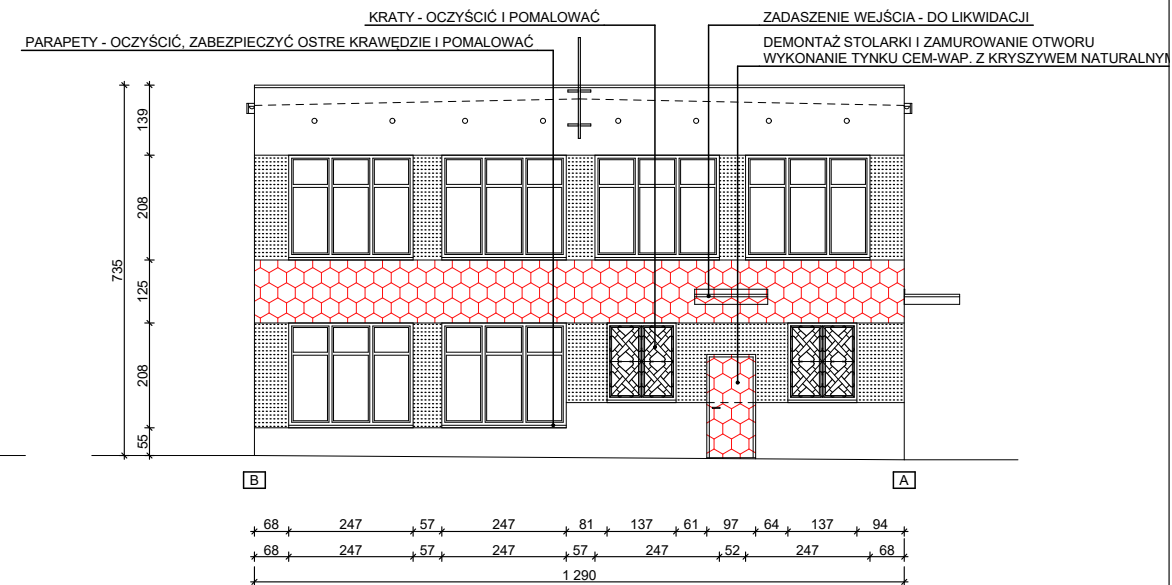 KRATY - OCZYŚCIĆ I POMALOWAĆ
ZADASZENIE WEJŚCIA - DO LIKWIDACJI
PARAPETY - OCZYŚCIĆ, ZABEZPIECZYĆ OSTRE KRAWĘDZIE I POMALOWAĆ
DEMONTAŻ STOLARKI I ZAMUROWANIE OTWORU
WYKONANIE TYNKU CEM-WAP. Z KRYSZYWEM NATURALNYM
139
208
735
125
208
55
B
A
68 247 57 247 81 137 61 97 64 137 94
68 247 57 247 57 247 52 247 68
1 290